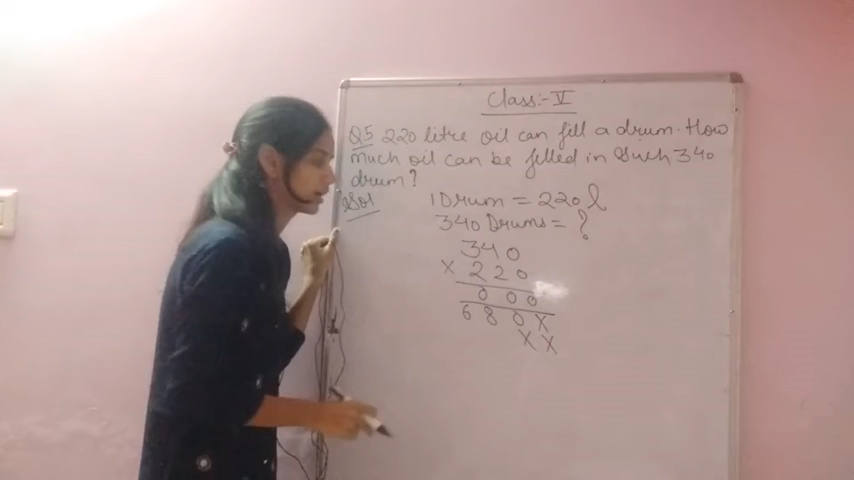 Class:- V
Q5 220 litre oil can fill a drum. How
much oil can be filled in such 340
drum?
Sol
1 Drum = 220 l
340 Drums = ?
340
x 220
000
680x
xx